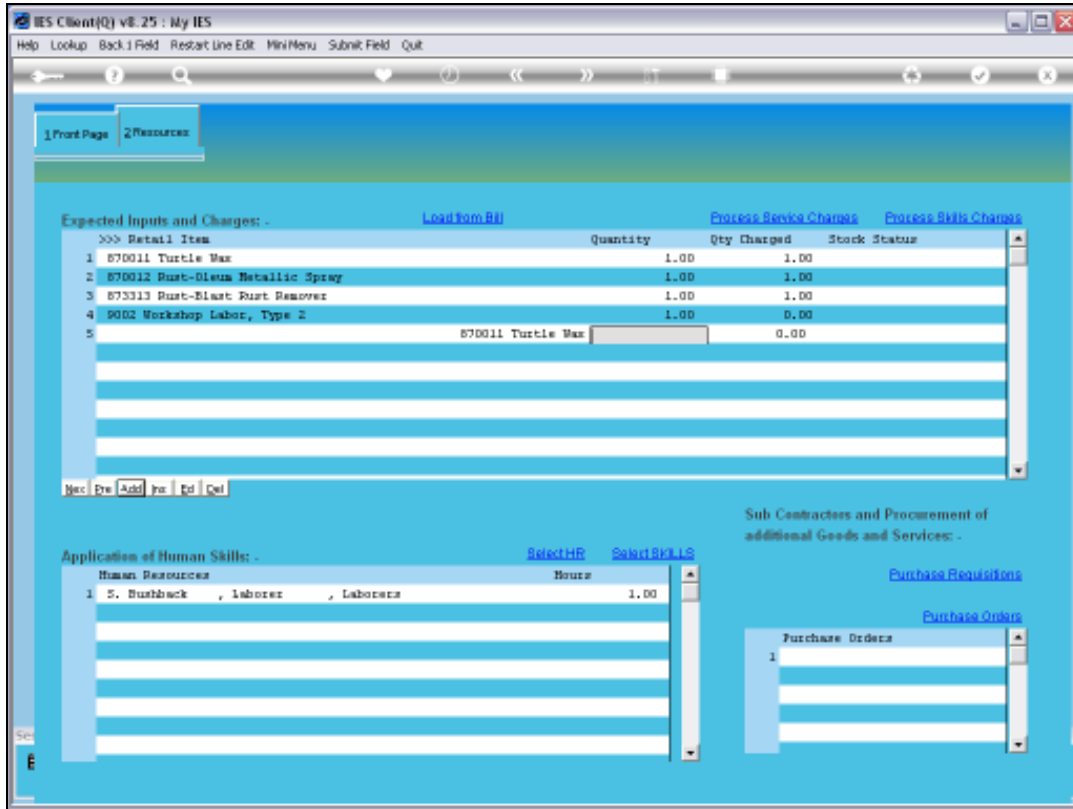 IES Client(Q) v8.25 : My IES
Help Lookup Back 1 Field Restart Line Edit MiniMenu Submit Field Quit
1 Front Page 2 Resources
Expected Inputs and Charges: - Load from Bill Process Service Charges Process Skills Charges
>>> Retail Item Quantity Qty Charged Stock Status
1 870011 Turtle Wax 1.00 1.00
2 870012 Rust-Oleum Metallic Spray 1.00 1.00
3 873313 Rust-Blast Rust Remover 1.00 1.00
4 9002 Workshop Labor, Type 2 1.00 0.00
5 870011 Turtle Wax 0.00
Nex Pre Add Ins Ed Del
Sub Contractors and Procurement of
additional Goods and Services: -
Application of Human Skills: - Select HR Select SKILLS
Human Resources Hours
Purchase Requisitions
1 S. Bushback , laborer , Laborers 1.00
Purchase Orders
Purchase Orders
1